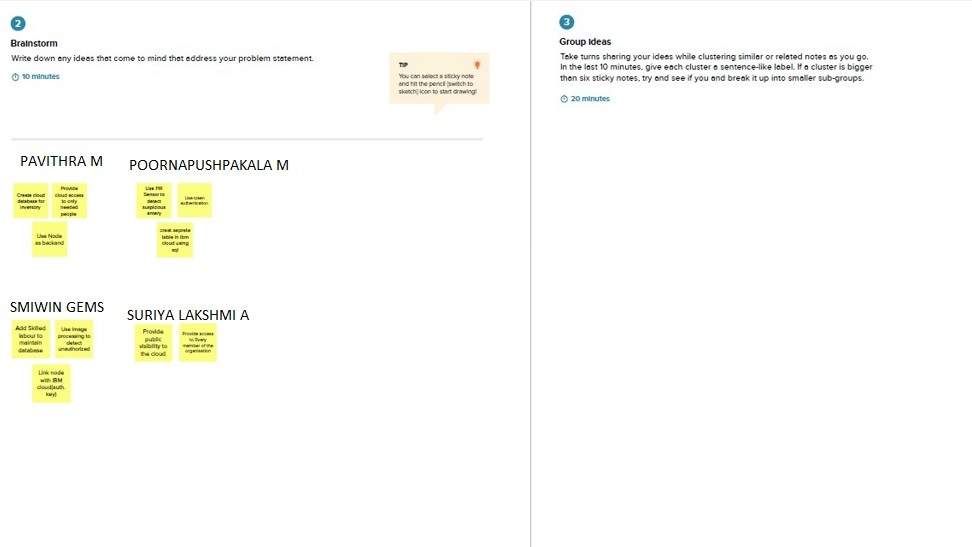 2
Brainstorm
Write down any ideas that come to mind that address your problem statement.
10 minutes
TIP
You can select a sticky note
and hit the pencil [switch to
sketch] icon to start drawing!
PAVITHRA M
Create cloud
database for
inventory
Provide
cloud access
to only
needed
people
Use Node
as backend
POORNAPUSHPAKALA M
Use PIR
Sensor to
detect
suspicious
Use token
authentication
creat seprete
table in ibm
cloud using
sql
SMIWIN GEMS
Add Skilled
labour to
maintain
database
Use image
processing to
detect
unauthorized
Link node
with IBM
cloud(auth.
key)
SURIYA LAKSHMI A
Provide
public
visibility to
the cloud
Provide access
to Every
member of the
organisation
3
Group Ideas
Take turns sharing your ideas while clustering similar or related notes as you go.
In the last 10 minutes, give each cluster a sentence-like label. If a cluster is bigger
than six sticky notes, try and see if you and break it up into smaller sub-groups.
20 minutes